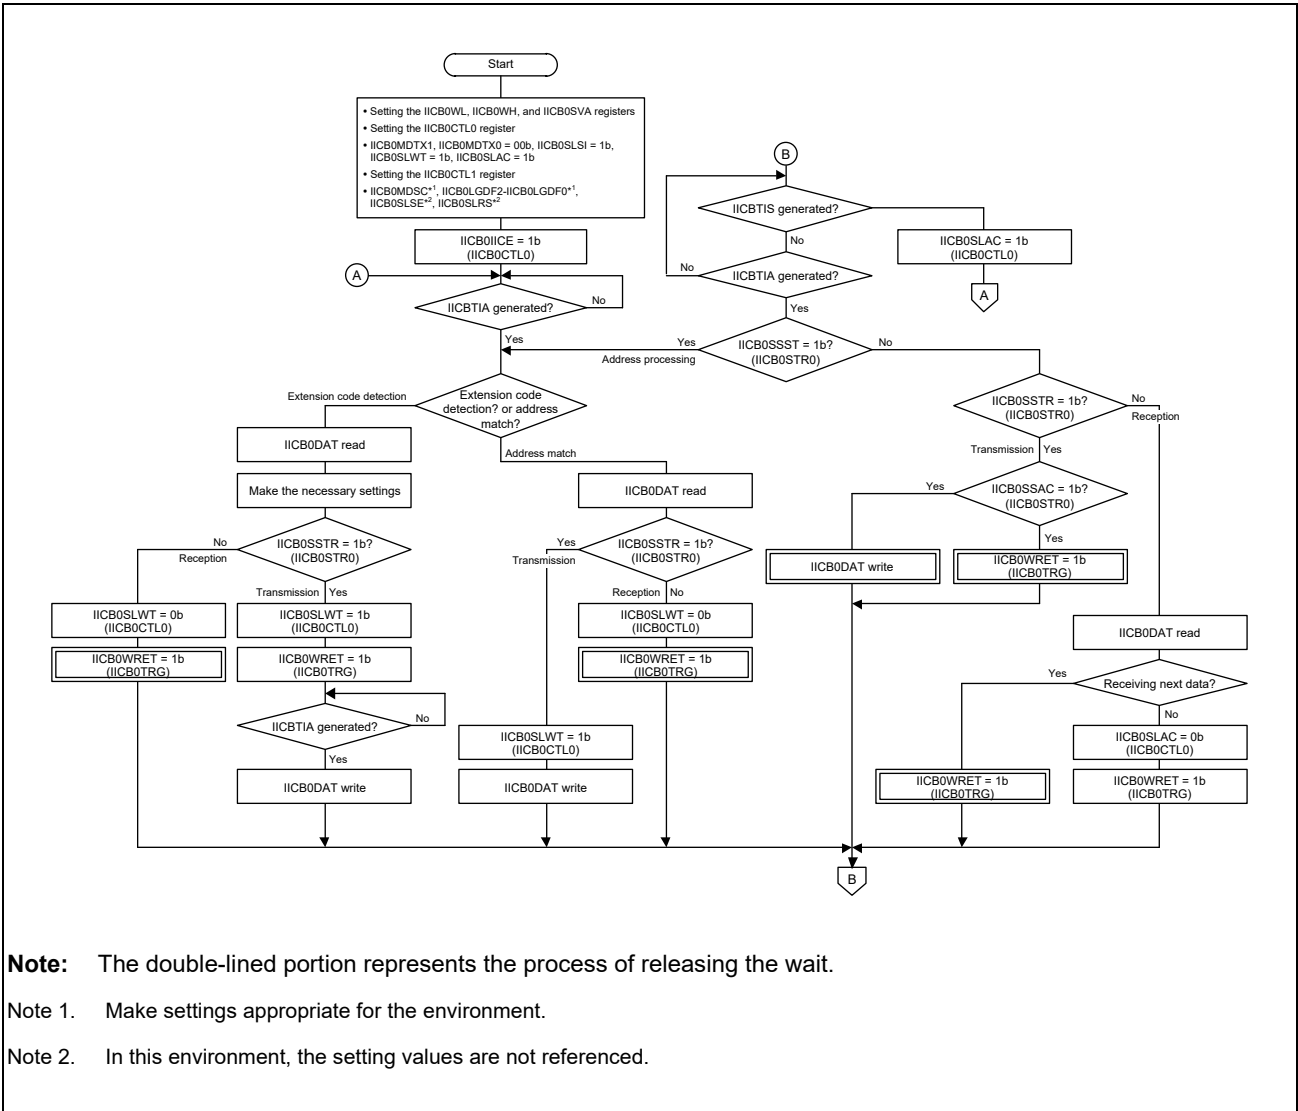 Start
• Setting the IICB0WL, IICB0WH, and IICB0SVA registers
• Setting the IICB0CTL0 register
• IICB0MDTX1, IICB0MDTX0 = 00b, IICB0SLSI = 1b,
IICB0SLWT = 1b, IICB0SLAC = 1b
• Setting the IICB0CTL1 register
• IICB0MDSC*1, IICB0LGDF2-IICB0LGDF0*1,
IICB0SLSE*2, IICB0SLRS*2
IICB0IICE = 1b
(IICB0CTL0)
A
IICBTIA generated?
No
Yes
B
IICBTIS generated?
No
IICB0SLAC = 1b
(IICB0CTL0)
A
No
IICBTIA generated?
Yes
Yes
Address processing
IICB0SSST = 1b?
(IICB0STR0)
No
Extension code detection
Extension code
detection? or address
match?
Address match
IICB0DAT read
Make the necessary settings
No
Reception
IICB0SSTR = 1b?
(IICB0STR0)
Transmission
Yes
IICB0SLWT = 0b
(IICB0CTL0)
IICB0WRET = 1b
(IICB0TRG)
IICB0SLWT = 1b
(IICB0CTL0)
IICB0WRET = 1b
(IICB0TRG)
IICBTIA generated?
No
Yes
IICB0DAT write
IICB0DAT read
Yes
Transmission
IICB0SSTR = 1b?
(IICB0STR0)
Reception
No
IICB0SLWT = 0b
(IICB0CTL0)
IICB0WRET = 1b
(IICB0TRG)
IICB0SLWT = 1b
(IICB0CTL0)
IICB0DAT write
IICB0SSTR = 1b?
(IICB0STR0)
No
Reception
Transmission
Yes
Yes
IICB0SSAC = 1b?
(IICB0STR0)
Yes
IICB0DAT write
IICB0WRET = 1b
(IICB0TRG)
IICB0DAT read
Yes
Receiving next data?
No
IICB0SLAC = 0b
(IICB0CTL0)
IICB0WRET = 1b
(IICB0TRG)
IICB0WRET = 1b
(IICB0TRG)
B
Note: The double-lined portion represents the process of releasing the wait.
Note 1. Make settings appropriate for the environment.
Note 2. In this environment, the setting values are not referenced.